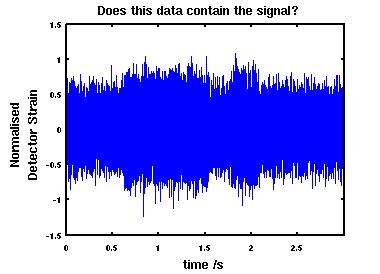 Does this data contain the signal?
1.5
1
0.5
0
-0.5
-1
-1.5
Normalised
Detector Strain
0 0.5 1 1.5 2 2.5
time /s